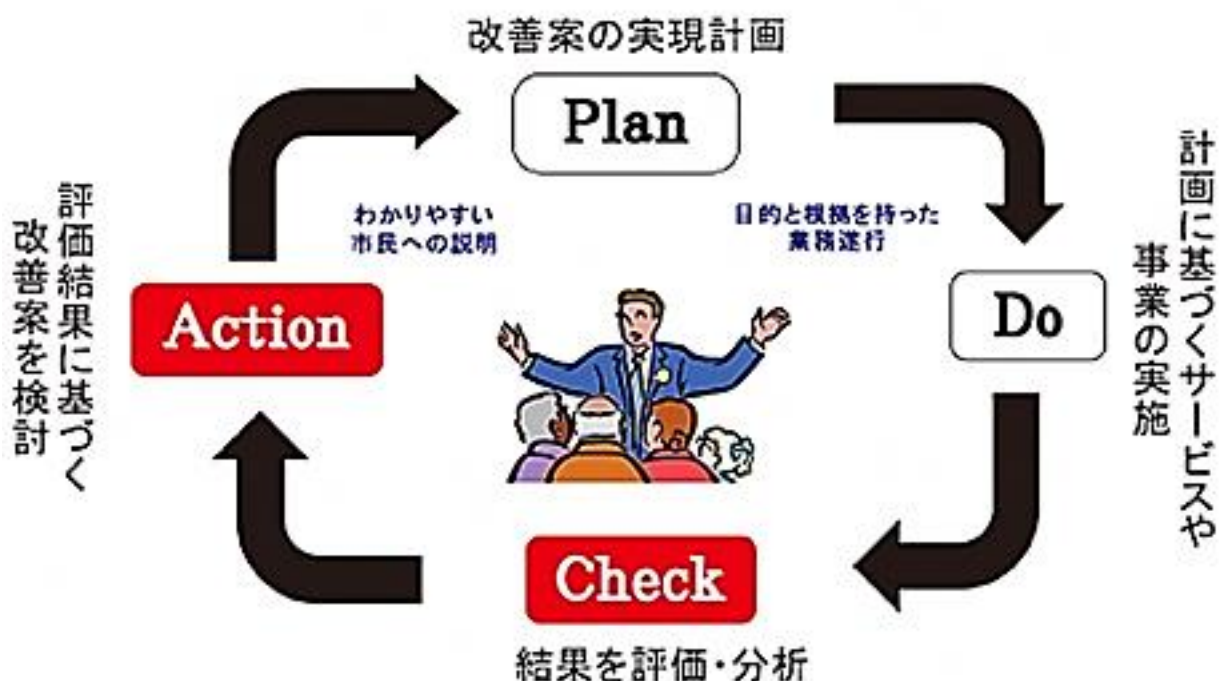 改善案の実現計画
Plan
わかりやすい
市民への説明
目的と根拠を持った
業務遂行
計画に基づくサービスや
事業の実施
Do
Check
結果を評価・分析
Action
評価結果に基づく
改善案を検討